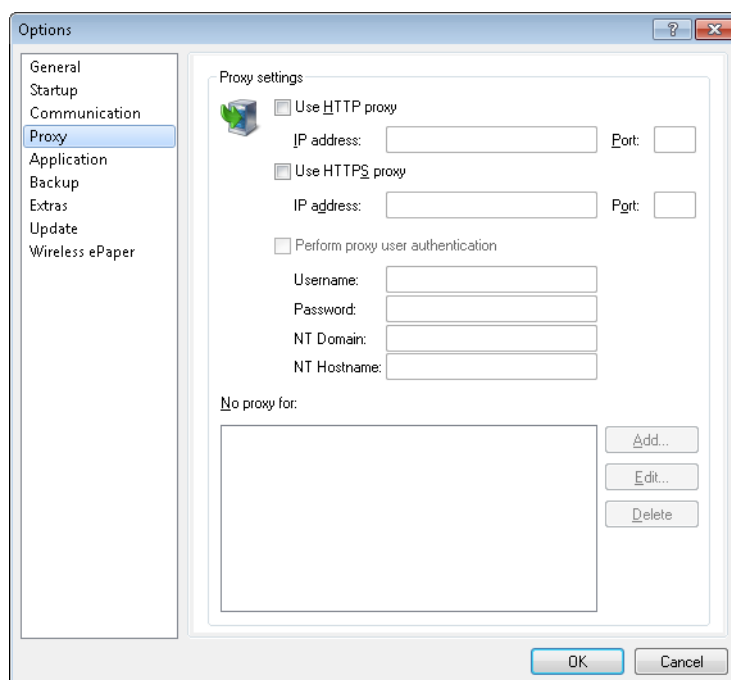 Options
General
Startup
Communication
Proxy
Application
Backup
Extras
Update
Wireless ePaper
Proxy settings
Use HTTP proxy
IP address: Port:
Use HTTPS proxy
IP address: Port:
Perform proxy user authentication
Username:
Password:
NT Domain:
NT Hostname:
No proxy for:
Add...
Edit...
Delete
OK Cancel